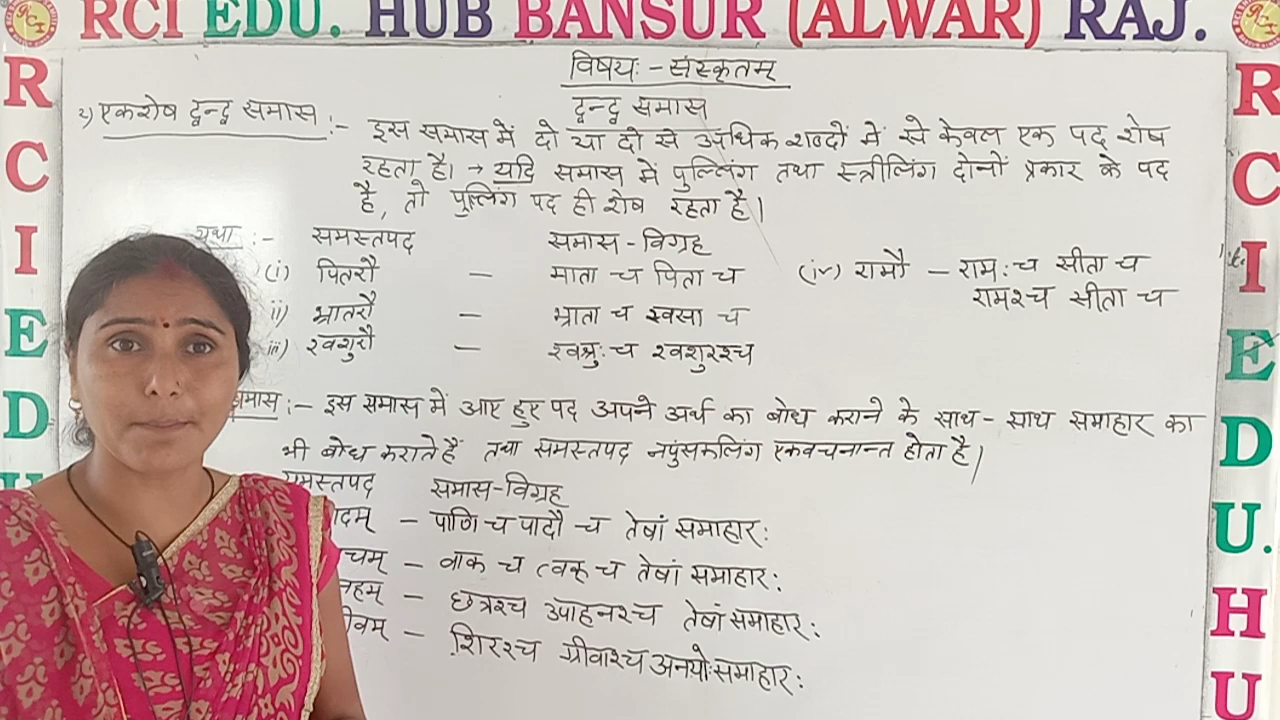 RCI EDU. HUB BANSUR (ALWAR) RAJ.
विषयः - संस्कृतम्
द्वन्द्व समास
२) एकशेष द्वन्द्व समास :- इस समास में दो या दो से अधिक शब्दों में से केवल एक पद शेष
रहता है। → यदि समास में पुल्लिंग तथा स्त्रीलिंग दोनों प्रकार के पद
है, तो पुल्लिंग पद ही शेष रहता है।
यथा :- समस्तपद समास-विग्रह
(i) पितरौ - माता च पिता च
(iv) रामौ - रामः च सीता च
रामश्च सीता च
ii) भ्रातरौ - भ्राता च स्वसा च
iii) श्वशुरौ - श्वश्रुः च श्वशुरश्च
समास :- इस समास में आए हुए पद अपने अर्थ का बोध कराने के साथ-साथ समाहार का
भी बोध कराते हैं तथा समस्तपद नपुंसकलिंग एकवचनान्त होता है।
समस्तपद समास-विग्रह
दम् - पाणि च पादौ च तेषां समाहारः
चम् - वाक च त्वक् च तेषां समाहारः
नहम् - छत्रश्च उपाहनश्च तेषां समाहारः
विम् - शिरश्च ग्रीवाश्च अनयोः समाहारः
R
C
I
E
D
R
C
I
E
D
U.
H
U